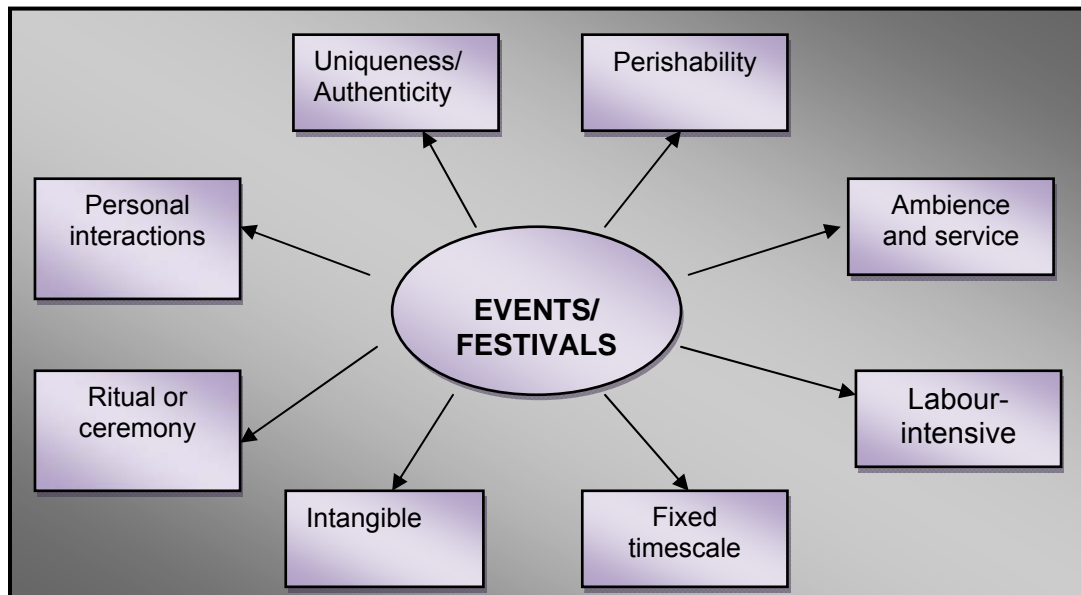 Uniqueness/
Authenticity
Perishability
Personal
interactions
Ambience
and service
EVENTS/
FESTIVALS
Ritual or
ceremony
Labour-
intensive
Intangible
Fixed
timescale